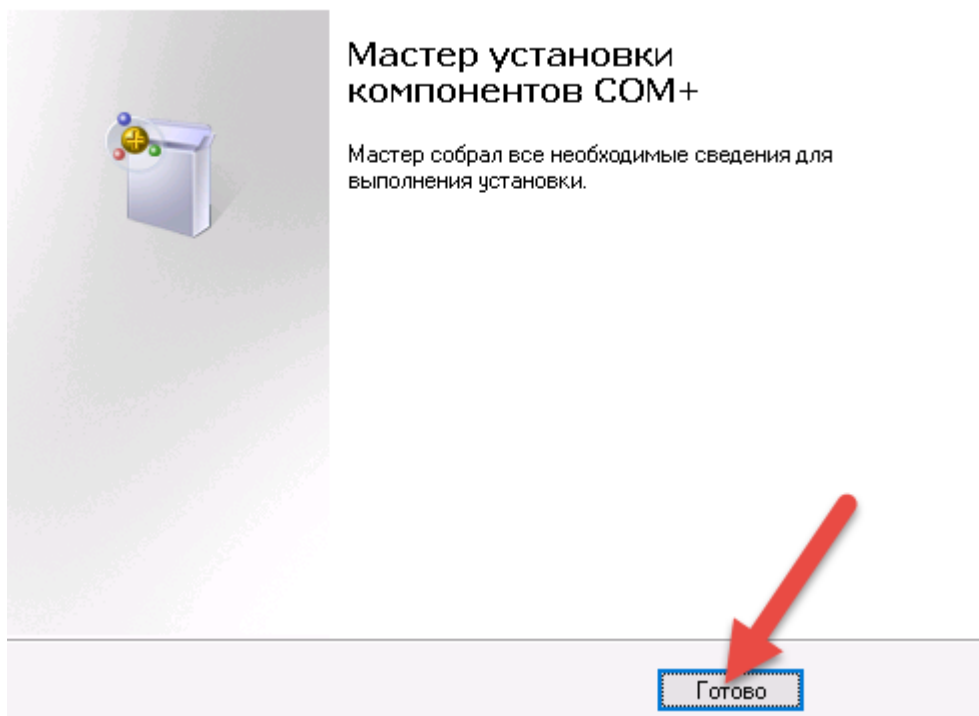 Мастер установки
компонентов COM+
Мастер собрал все необходимые сведения для
выполнения установки.
Готово